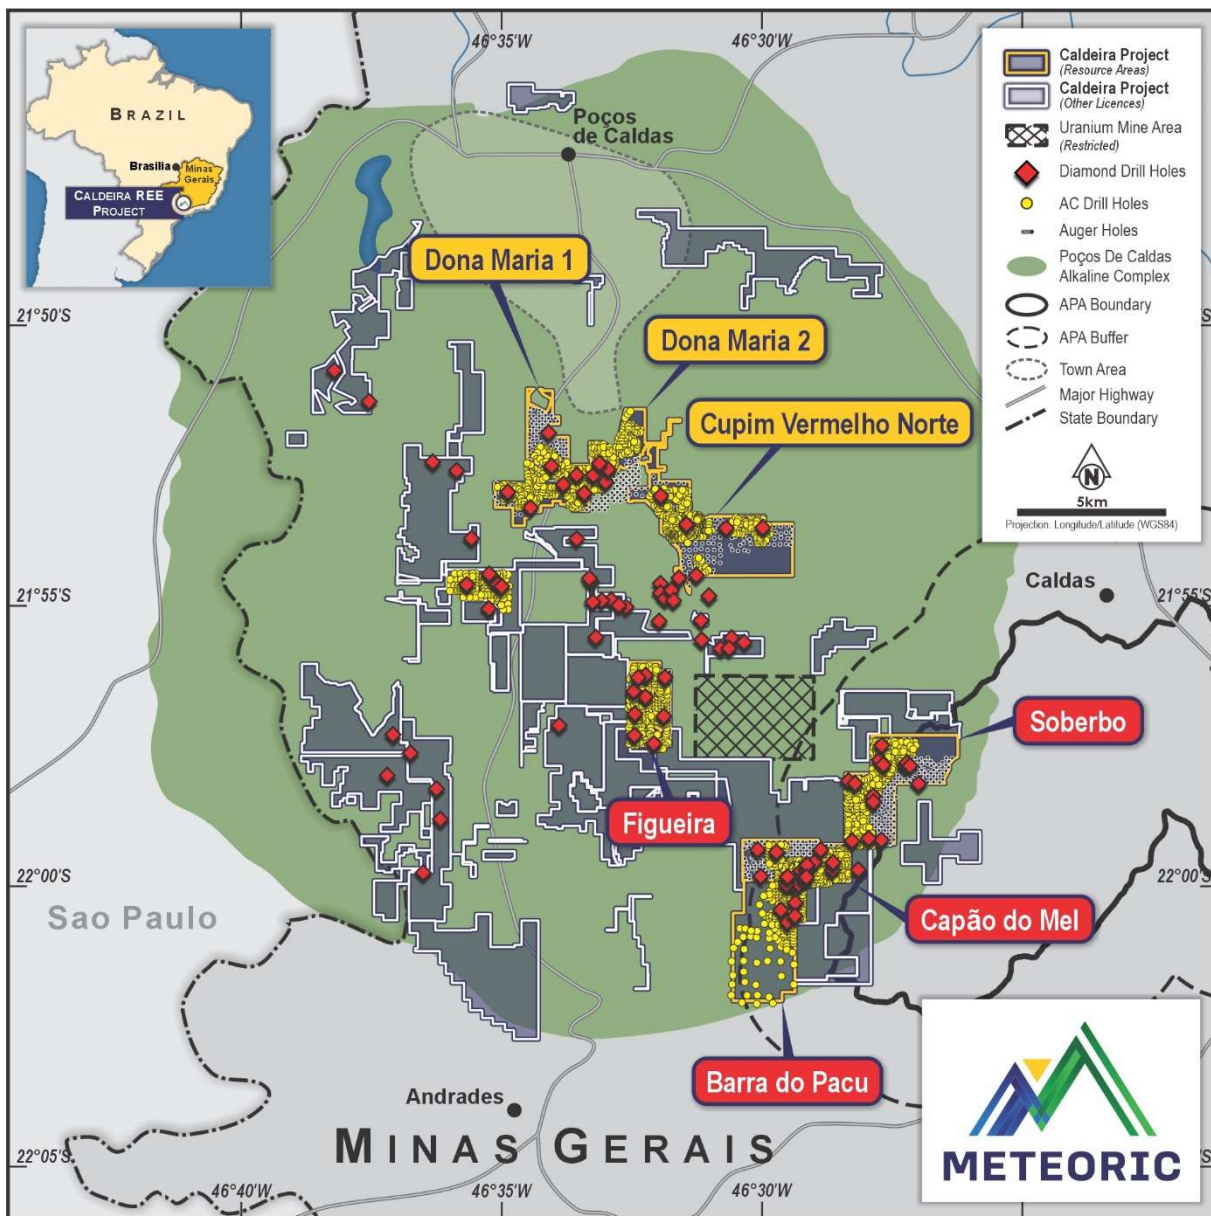 46°35'W
46°30'W
BRAZIL
Brasilia
Minas
Gerais
CALDEIRA REE
PROJECT
Poços
de Caldas
Caldeira Project
(Resource Areas)
Caldeira Project
(Other Licences)
Uranium Mine Area
(Restricted)
Diamond Drill Holes
AC Drill Holes
Auger Holes
Poços De Caldas
Alkaline Complex
APA Boundary
APA Buffer
Town Area
Major Highway
State Boundary
N
5km
Projection: Longitude/Latitude (WGS84)
Dona Maria 1
21°50'S
Dona Maria 2
Cupim Vermelho Norte
Caldas
21°55'S
21°55'S
Soberbo
Figueira
22°00'S
22°00'S
Sao Paulo
Capão do Mel
Barra do Pacu
Andrades
MINAS GERAIS
METEORIC
22°05'S
46°40'W
46°35'W
46°30'W